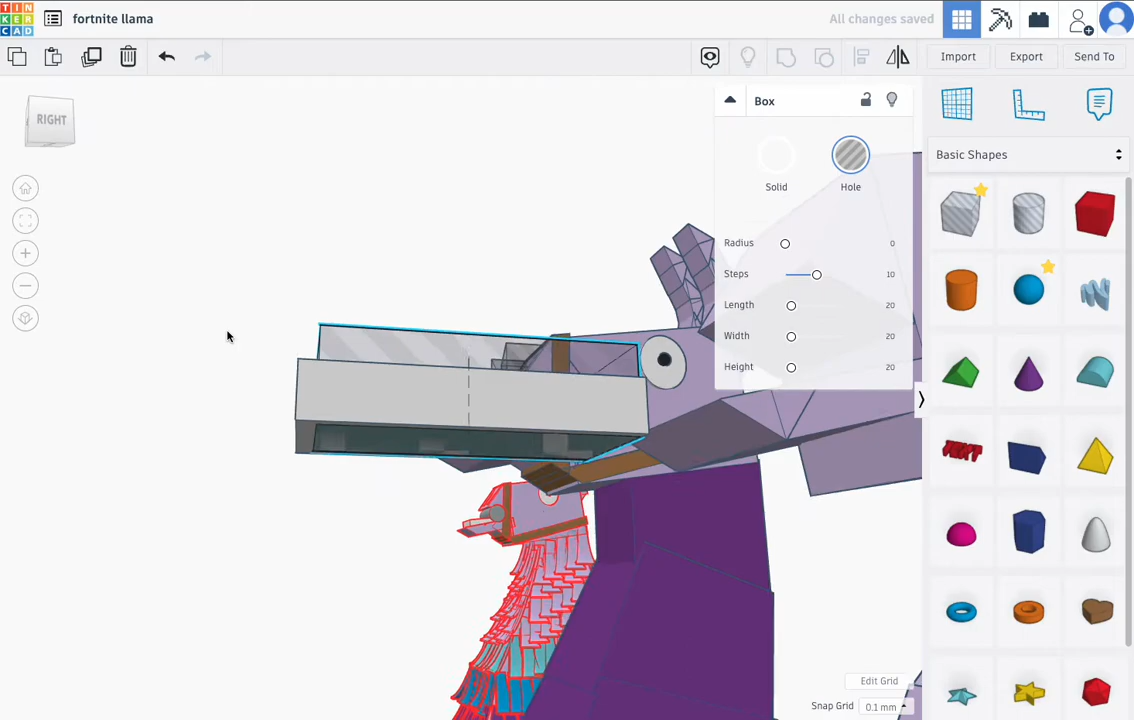 TIN
KER
CAD
fortnite llama
All changes saved
Import
Export
Send To
RIGHT
Box
Solid
Hole
Radius 0
Steps 10
Length 20
Width 20
Height 20
Basic Shapes
TEXT
Edit Grid
Snap Grid 0.1 mm